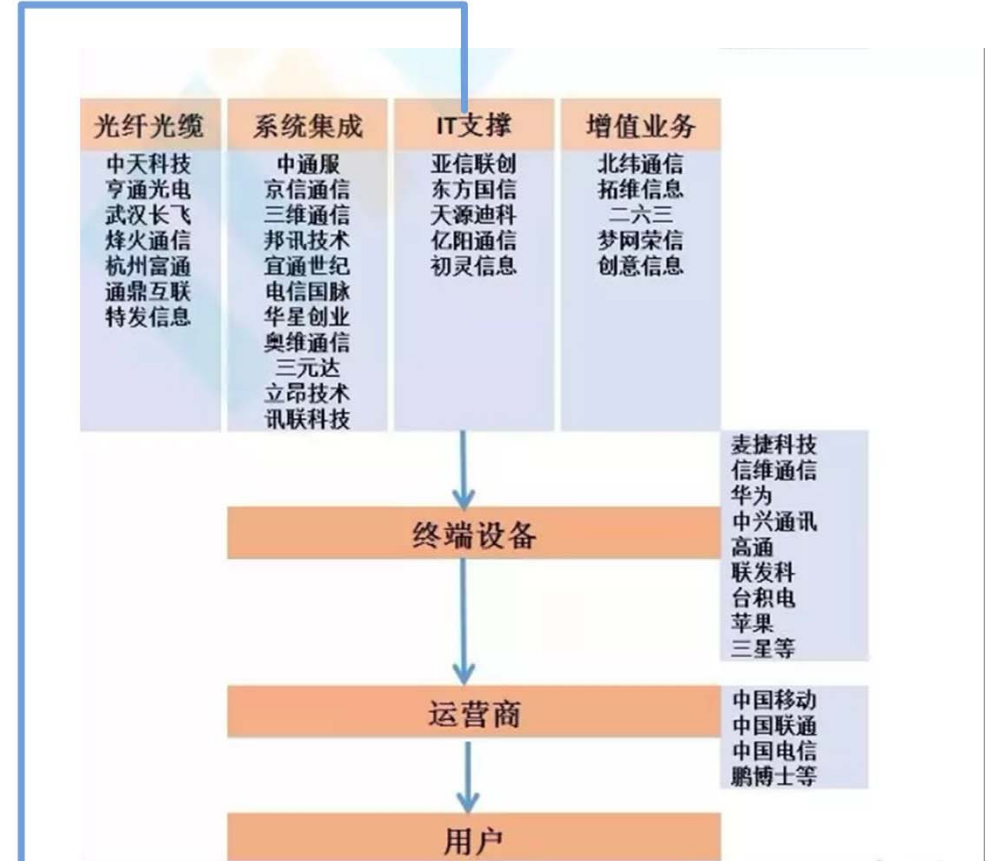 光纤光缆
中天科技
亨通光电
武汉长飞
烽火通信
杭州富通
通鼎互联
特发信息
系统集成
中通服
京信通信
三维通信
邦讯技术
宜通世纪
电信国脉
华星创业
奥维通信
三元达
立昂技术
讯联科技
IT支撑
亚信联创
东方国信
天源迪科
亿阳通信
初灵信息
增值业务
北纬通信
拓维信息
二六三
梦网荣信
创意信息
终端设备
麦捷科技
信维通信
华为
中兴通讯
高通
联发科
台积电
苹果
三星等
运营商
中国移动
中国联通
中国电信
鹏博士等
用户